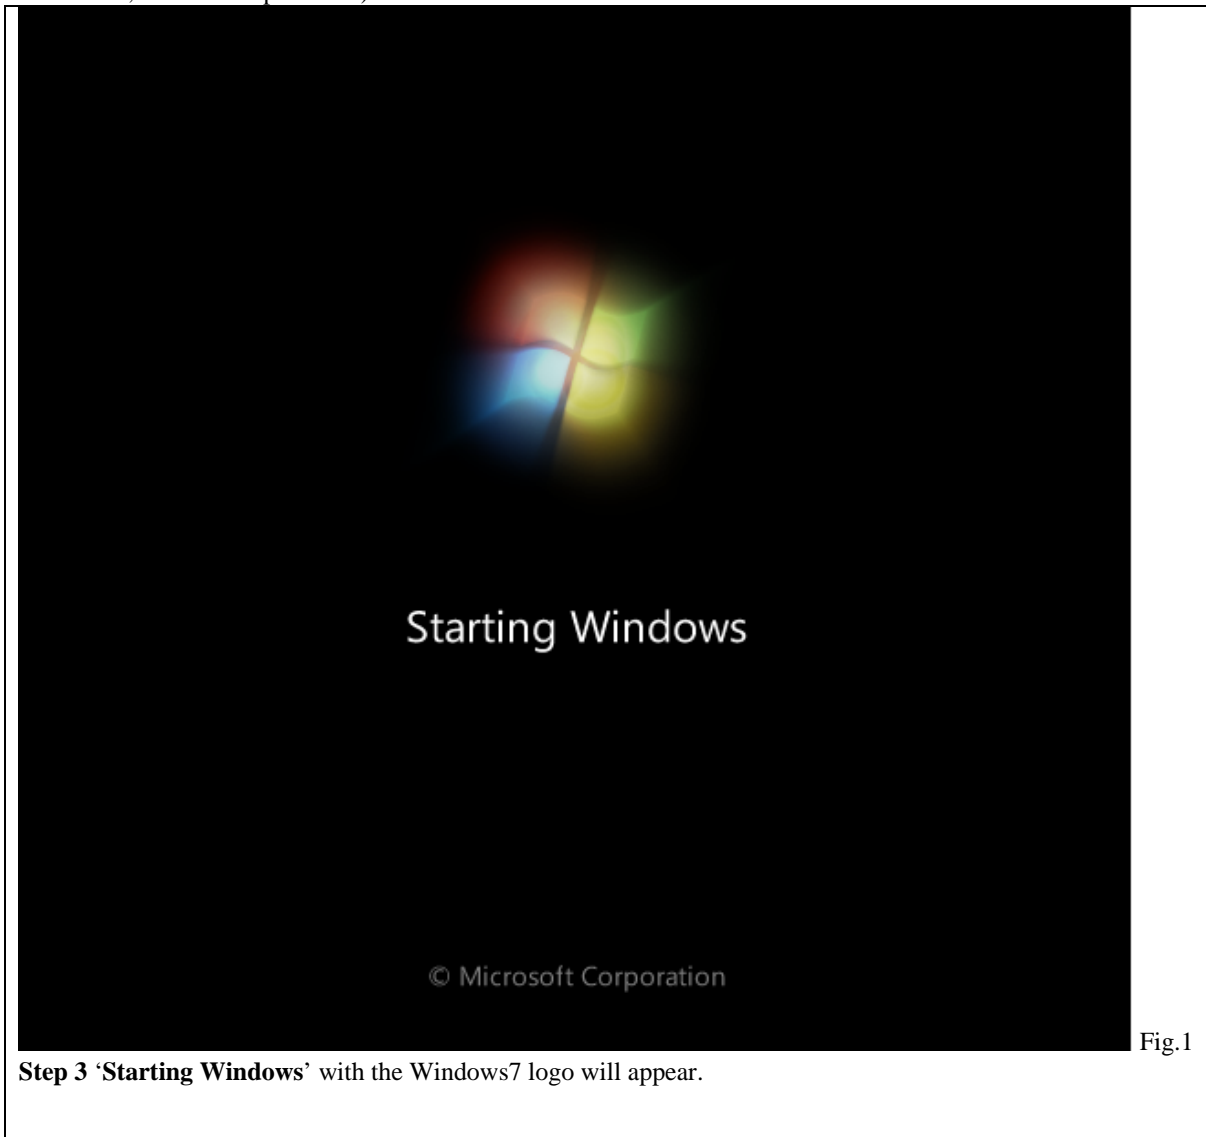 Starting Windows
© Microsoft Corporation
Fig.1
Step 3 ‘Starting Windows’ with the Windows7 logo will appear.